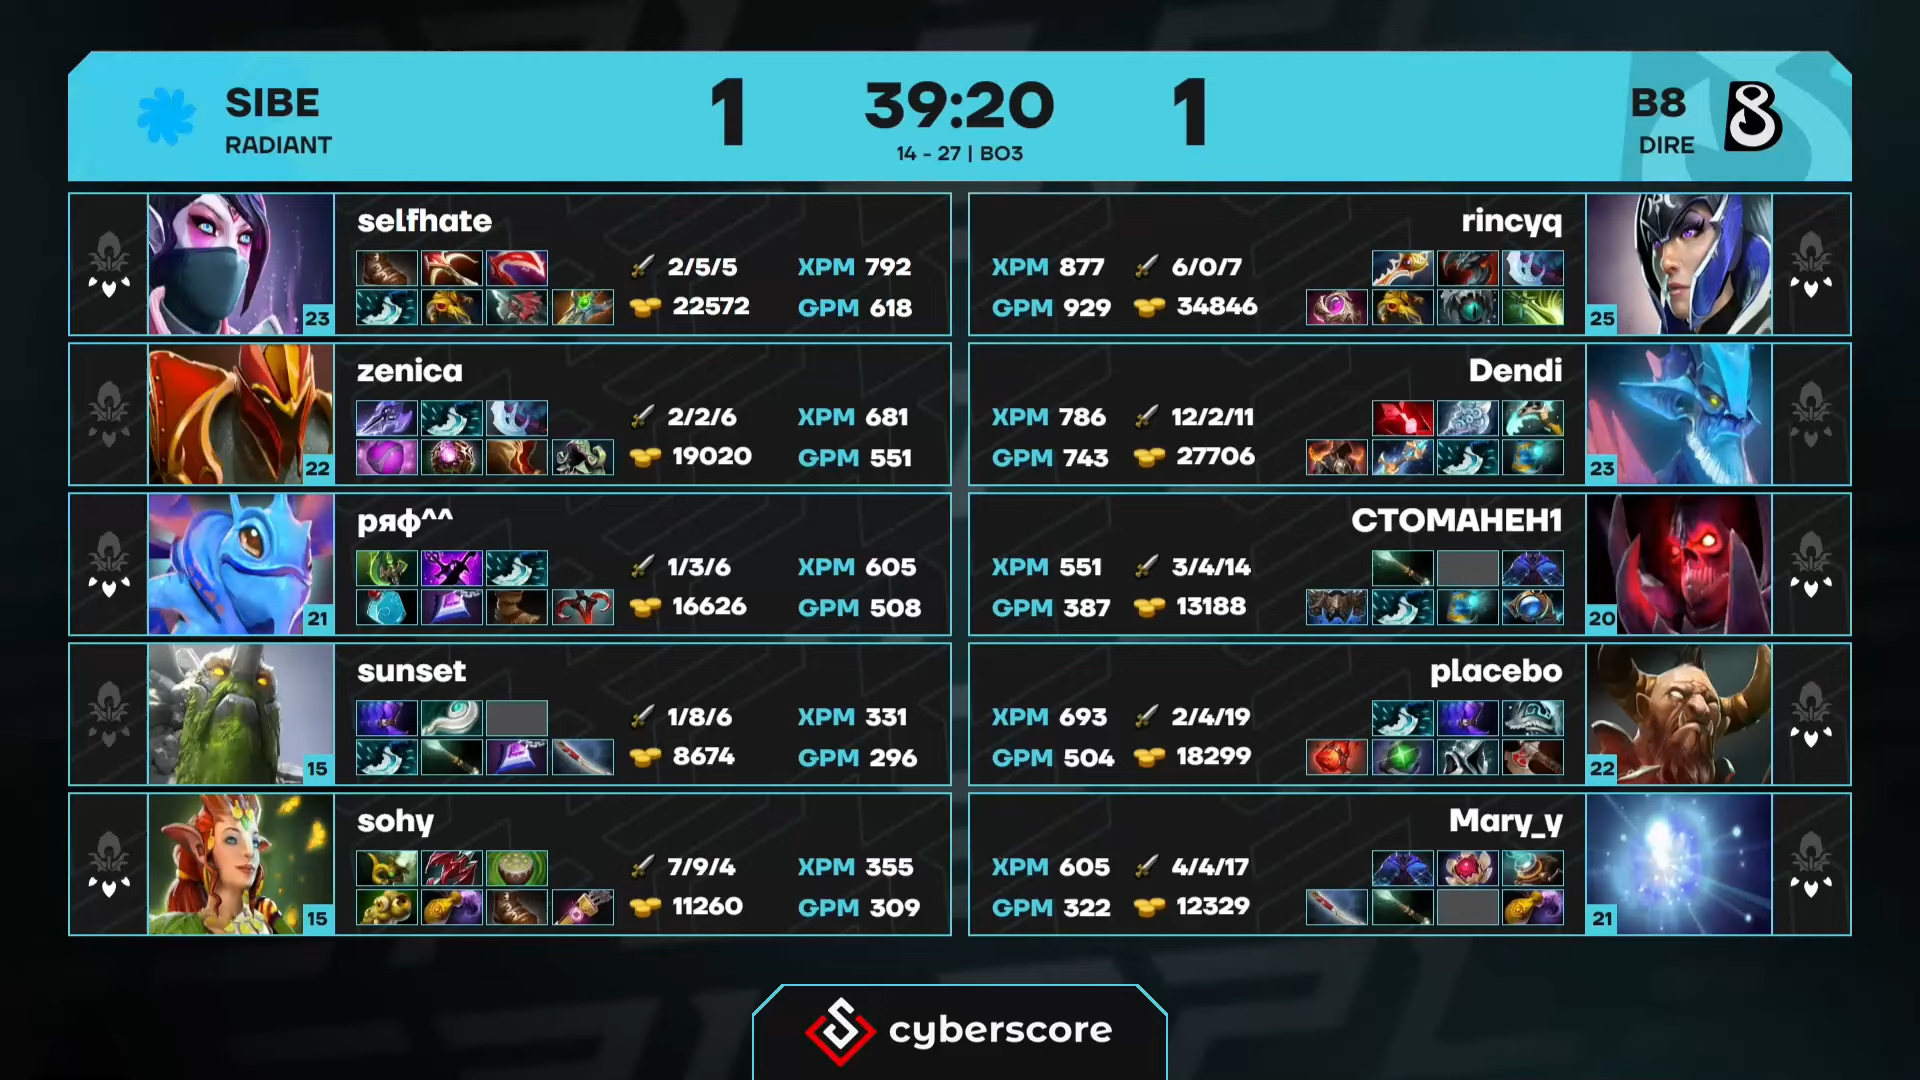 SIBE
RADIANT
1
39:20
14 - 27 | BO3
1
B8
DIRE
selfhate
2/5/5
XPM 792
22572
GPM 618
23
rincyq
XPM 877
6/0/7
GPM 929
34846
25
zenica
2/2/6
XPM 681
19020
GPM 551
22
Dendi
XPM 786
12/2/11
GPM 743
27706
23
ряф^^
1/3/6
XPM 605
16626
GPM 508
21
CTOMAHEH1
XPM 551
3/4/14
GPM 387
13188
20
sunset
1/8/6
XPM 331
8674
GPM 296
15
placebo
XPM 693
2/4/19
GPM 504
18299
22
sohy
7/9/4
XPM 355
11260
GPM 309
15
Mary_y
XPM 605
4/4/17
GPM 322
12329
21
cyberscore